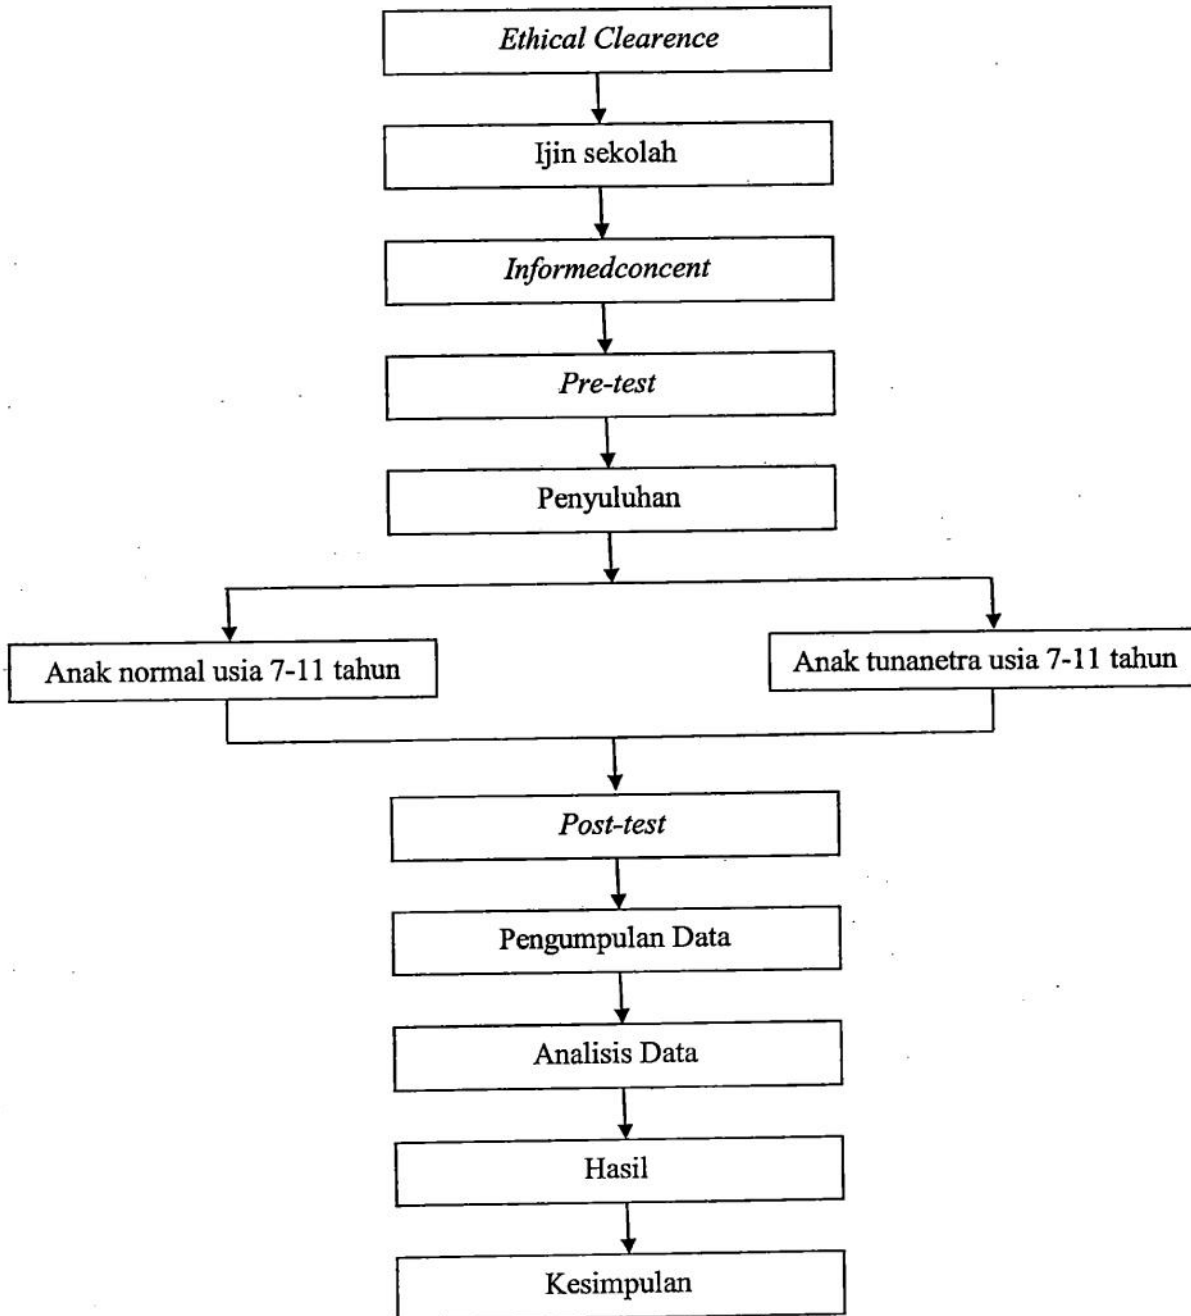 Ethical Clearence
Ijin sekolah
Informedconcent
Pre-test
Penyuluhan
Anak normal usia 7-11 tahun
Anak tunanetra usia 7-11 tahun
Post-test
Pengumpulan Data
Analisis Data
Hasil
Kesimpulan